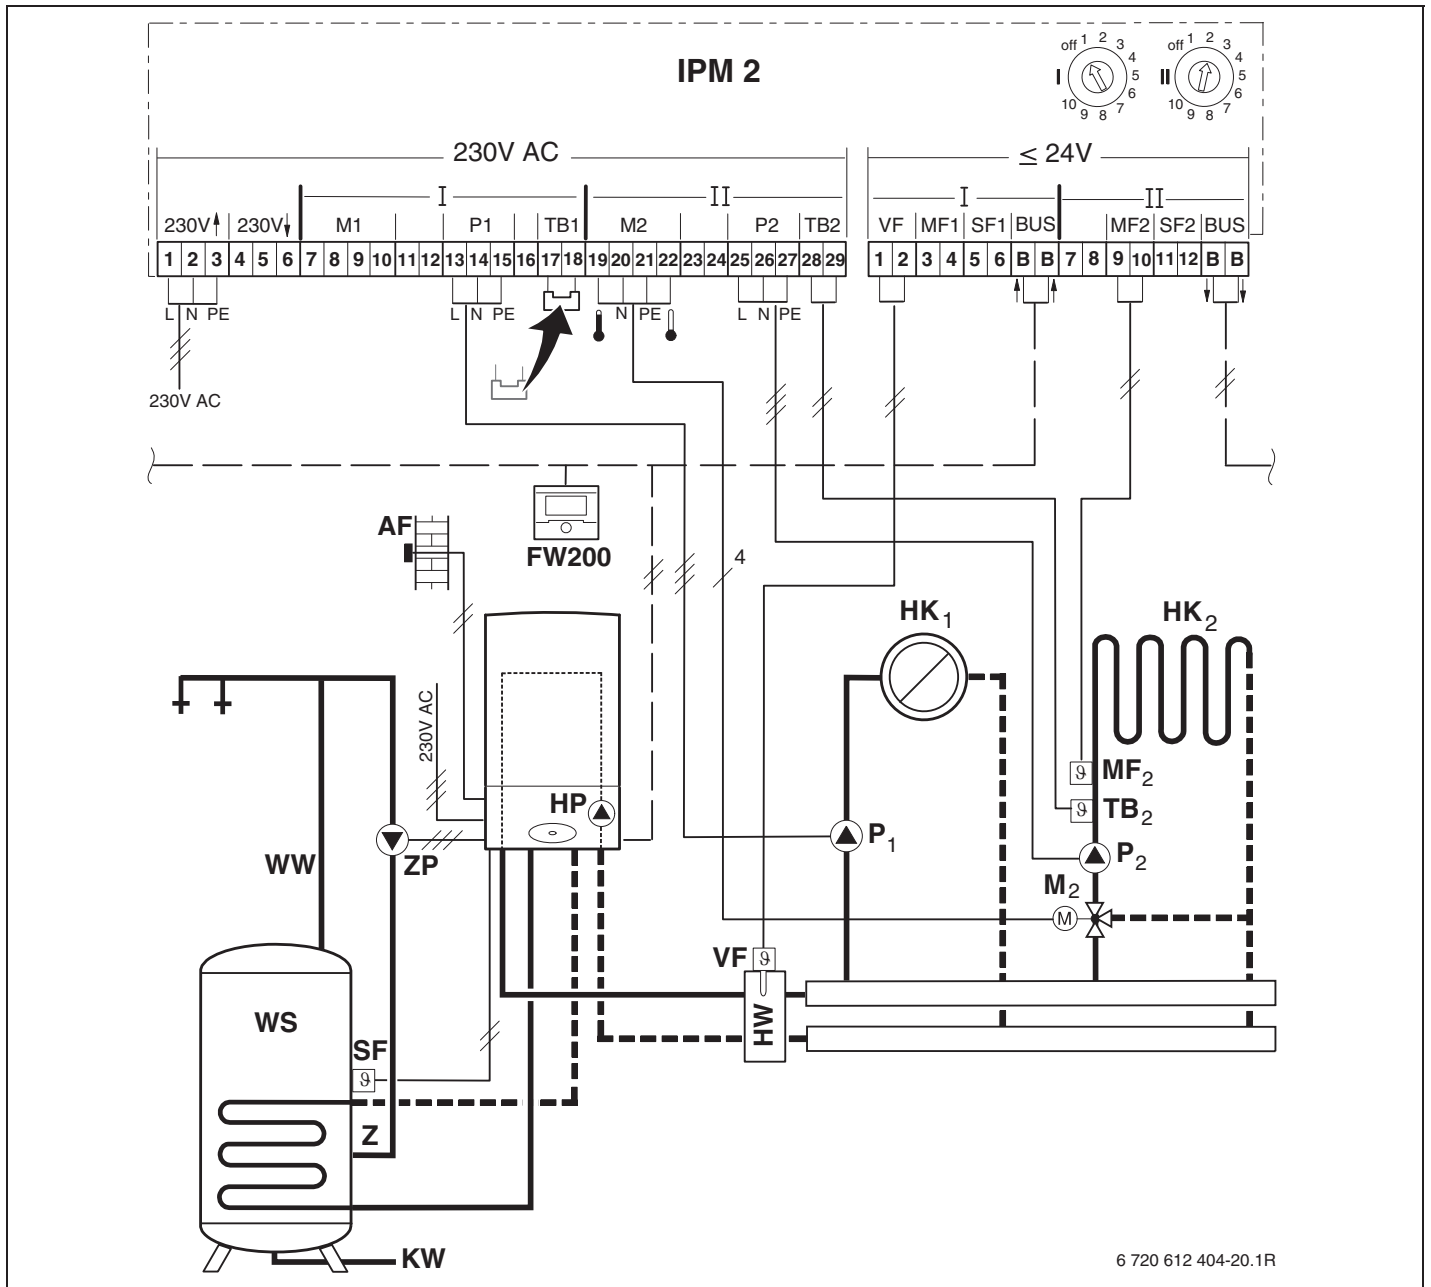 IPM 2
off 1 2 3 4 5 6 7 8 9 10
I
off 1 2 3 4 5 6 7 8 9 10
II
230V AC
≤ 24V
I
II
I
II
230V 230V M1 P1 TB1 M2 P2 TB2
VF MF1 SF1 BUS MF2 SF2 BUS
1 2 3 4 5 6 7 8 9 10 11 12 13 14 15 16 17 18 19 20 21 22 23 24 25 26 27 28 29
1 2 3 4 5 6 B B 7 8 9 10 11 12 B B
L N PE
L N PE
N PE
L N PE
230V AC
AF
FW200
4
HK1
HK2
230V AC
HP
ϑ MF2
ϑ TB2
P1
P2
ZP
WW
M2
M
VF ϑ
HW
WS
SF
ϑ
Z
KW
6 720 612 404-20.1R